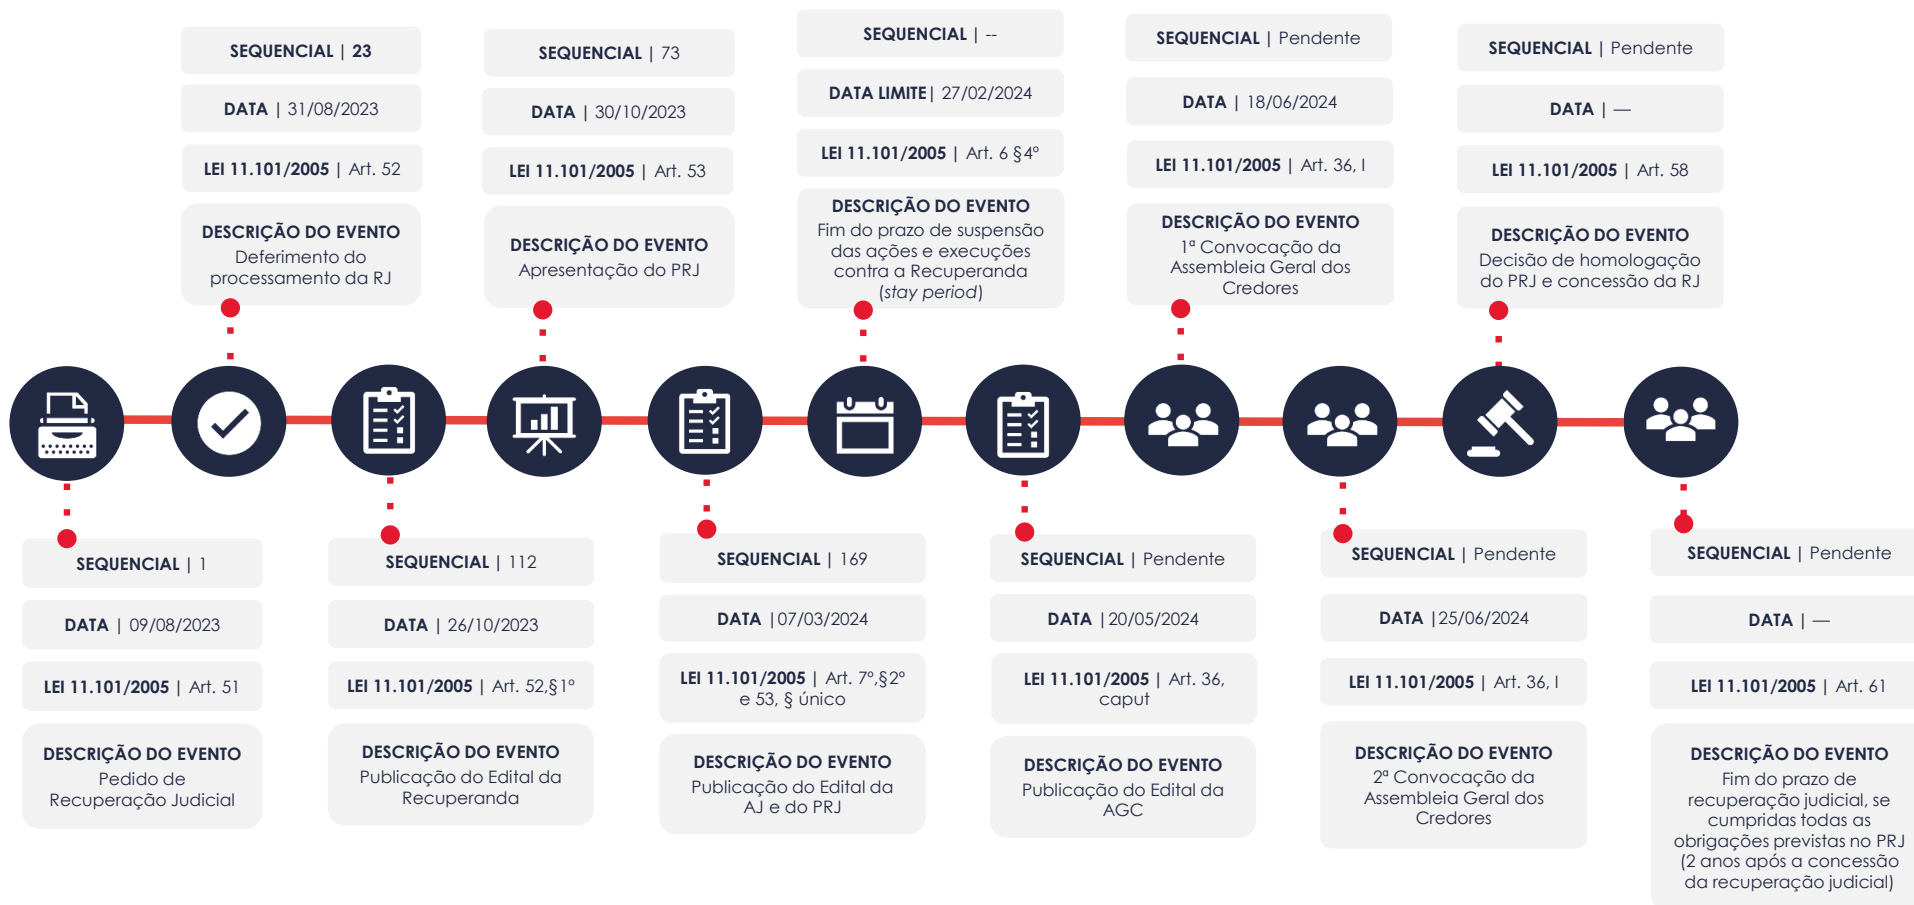 SEQUENCIAL | 23
DATA | 31/08/2023
LEI 11.101/2005 | Art. 52
DESCRIÇÃO DO EVENTO
Deferimento do
processamento da RJ
SEQUENCIAL | 73
DATA | 30/10/2023
LEI 11.101/2005 | Art. 53
DESCRIÇÃO DO EVENTO
Apresentação do PRJ
SEQUENCIAL | --
DATA LIMITE| 27/02/2024
LEI 11.101/2005 | Art. 6 §4º
DESCRIÇÃO DO EVENTO
Fim do prazo de suspensão
das ações e execuções
contra a Recuperanda
(stay period)
SEQUENCIAL | Pendente
DATA | 18/06/2024
LEI 11.101/2005 | Art. 36, I
DESCRIÇÃO DO EVENTO
1ª Convocação da
Assembleia Geral dos
Credores
SEQUENCIAL | Pendente
DATA | —
LEI 11.101/2005 | Art. 58
DESCRIÇÃO DO EVENTO
Decisão de homologação
do PRJ e concessão da RJ
SEQUENCIAL | 1
DATA | 09/08/2023
LEI 11.101/2005 | Art. 51
DESCRIÇÃO DO EVENTO
Pedido de
Recuperação Judicial
SEQUENCIAL | 112
DATA | 26/10/2023
LEI 11.101/2005 | Art. 52,§1º
DESCRIÇÃO DO EVENTO
Publicação do Edital da
Recuperanda
SEQUENCIAL | 169
DATA |07/03/2024
LEI 11.101/2005 | Art. 7º,§2º
e 53, § único
DESCRIÇÃO DO EVENTO
Publicação do Edital da
AJ e do PRJ
SEQUENCIAL | Pendente
DATA |20/05/2024
LEI 11.101/2005 | Art. 36,
caput
DESCRIÇÃO DO EVENTO
Publicação do Edital da
AGC
SEQUENCIAL | Pendente
DATA |25/06/2024
LEI 11.101/2005 | Art. 36, I
DESCRIÇÃO DO EVENTO
2ª Convocação da
Assembleia Geral dos
Credores
SEQUENCIAL | Pendente
DATA | —
LEI 11.101/2005 | Art. 61
DESCRIÇÃO DO EVENTO
Fim do prazo de
recuperação judicial, se
cumpridas todas as
obrigações previstas no PRJ
(2 anos após a concessão
da recuperação judicial)